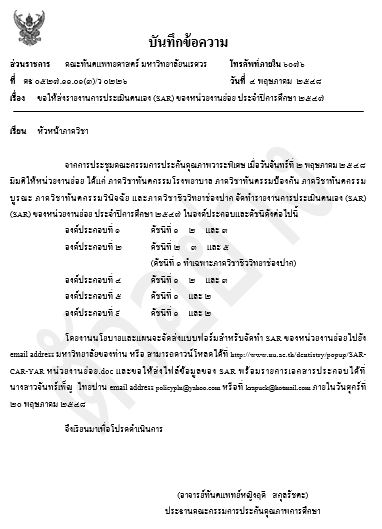 บันทึกข้อความ
ส่วนราชการ คณะทันตแพทยศาสตร์ มหาวิทยาลัยนเรศวร โทรศัพท์ภายใน ๖๐๗๖
ที่ ศธ ๐๕๒๗.๑๑.๐๑(๓)/ว ๐๒๒๖ วันที่ ๔ พฤษภาคม ๒๕๔๘
เรื่อง ขอให้ส่งรายงานการประเมินตนเอง (SAR) ของหน่วยงานย่อย ประจำปีการศึกษา ๒๕๔๗
เรียน หัวหน้าภาควิชา
จากการประชุมคณะกรรมการประกันคุณภาพวาระพิเศษ เมื่อวันจันทร์ที่ ๒ พฤษภาคม ๒๕๔๘
มีมติให้หน่วยงานย่อย ได้แก่ ภาควิชาทันตกรรมโรงพยาบาล ภาควิชาทันตกรรมป้องกัน ภาควิชาทันตกรรม
บูรณะ ภาควิชาทันตกรรมวินิจฉัย และภาควิชาชีววิทยาช่องปาก จัดทำรายงานการประเมินตนเอง (SAR)
(SAR) ของหน่วยงานย่อย ประจำปีการศึกษา ๒๕๔๗ ในองค์ประกอบและดัชนีดังต่อไปนี้
องค์ประกอบที่ ๑ ดัชนีที่ ๑ ๒ และ ๓
องค์ประกอบที่ ๒ ดัชนีที่ ๒ ๓ และ ๕
(ดัชนีที่ ๑ ทำเฉพาะภาควิชาชีววิทยาช่องปาก)
องค์ประกอบที่ ๔ ดัชนีที่ ๑ ๒ และ ๓
องค์ประกอบที่ ๕ ดัชนีที่ ๑ และ ๒
องค์ประกอบที่ ๙ ดัชนีที่ ๑ และ ๒
โดยงานนโยบายและแผนจะจัดส่งแบบฟอร์มสำหรับจัดทำ SAR ของหน่วยงานย่อยไปยัง
email address มหาวิทยาลัยของท่าน หรือ สามารถดาวน์โหลดได้ที่ http://www.nu.ac.th/dentistry/popup/SAR-
CAR-YAR หน่วยงานย่อย.doc และขอให้ส่งไฟล์ข้อมูลของ SAR พร้อมรายการเอกสารประกอบได้ที่
นางสาวจันทร์เพ็ญ ไทยปาน email address policyplu@yahoo.com หรือที่ krapuck@hotmail.com ภายในวันศุกร์ที่
๒๐ พฤษภาคม ๒๕๔๘
จึงเรียนมาเพื่อโปรดดำเนินการ
(อาจารย์ทันตแพทย์หญิงฤดี สกุลรัชตะ)
ประธานคณะกรรมการประกันคุณภาพการศึกษา
ตัวอย่าง